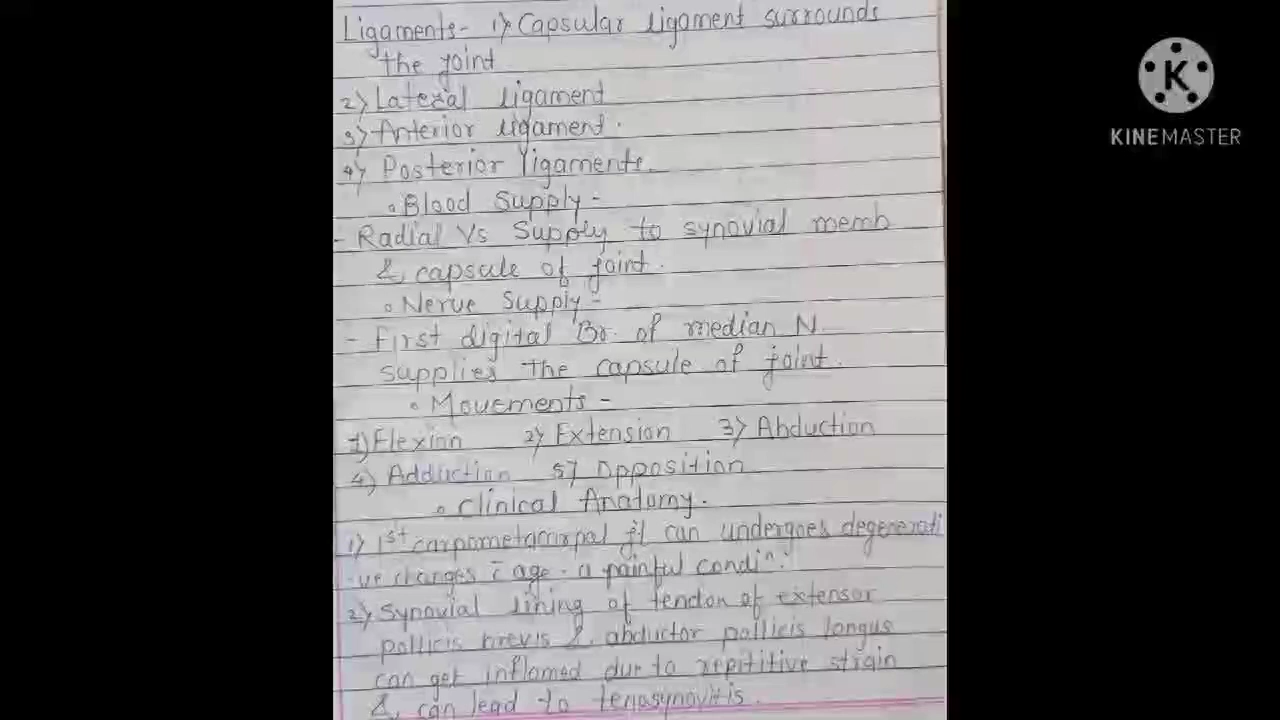 Ligaments- 1) Capsular ligament surrounds
the joint
2) Lateral ligament
3) Anterior ligament.
4) Posterior ligaments.
• Blood Supply -
- Radial Vs Supply to synovial memb
& capsule of joint.
• Nerve Supply -
- First digital Br. of median N.
supplies the capsule of joint.
• Movements -
1) Flexion 2) Extension 3) Abduction
4) Adduction 5) Opposition
• Clinical Anatomy.
1) 1st carpometacarpal jt can undergoes degenerati
-ve changes c̄ age - a painful condiⁿ.
2) Synovial lining of tendon of extensor
pollicis brevis & abductor pollicis longus
can get inflamed due to repititive strain
& can lead to tenosynovitis.
KINEMASTER